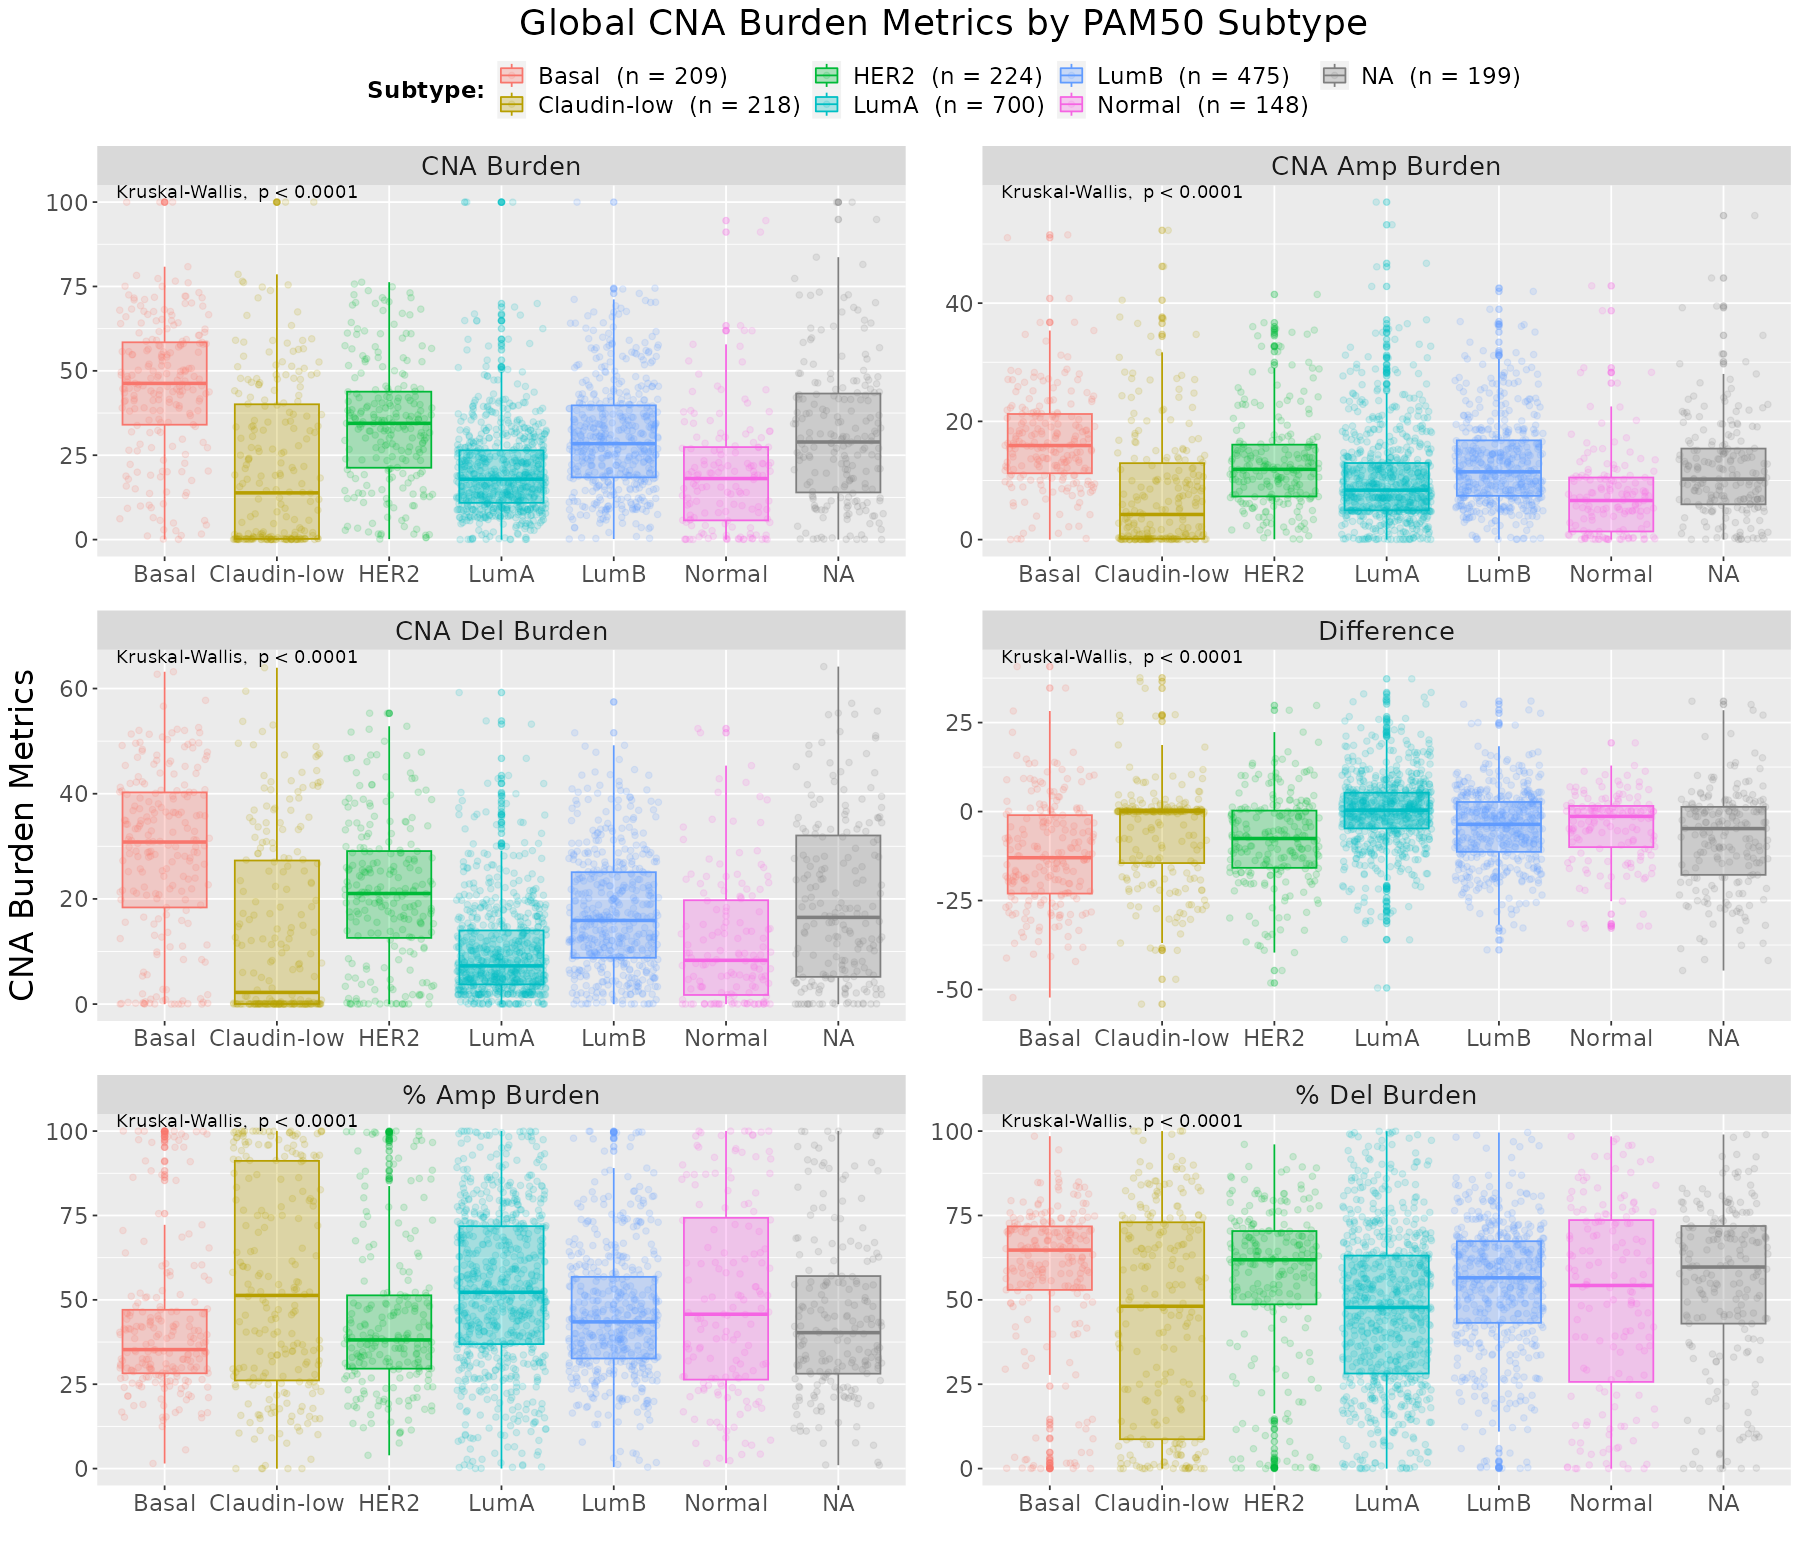 Global CNA Burden Metrics by PAM50 Subtype
Subtype:
Basal (n = 209)
HER2 (n = 224)
LumB (n = 475)
NA (n = 199)
Claudin-low (n = 218)
LumA (n = 700)
Normal (n = 148)
CNA Burden Metrics
CNA Burden
Kruskal-Wallis, p < 0.0001
100
75
50
25
0
Basal Claudin-low HER2 LumA LumB Normal NA
CNA Amp Burden
Kruskal-Wallis, p < 0.0001
40
20
0
Basal Claudin-low HER2 LumA LumB Normal NA
CNA Del Burden
Kruskal-Wallis, p < 0.0001
60
40
20
0
Basal Claudin-low HER2 LumA LumB Normal NA
Difference
Kruskal-Wallis, p < 0.0001
25
0
-25
-50
Basal Claudin-low HER2 LumA LumB Normal NA
% Amp Burden
Kruskal-Wallis, p < 0.0001
100
75
50
25
0
Basal Claudin-low HER2 LumA LumB Normal NA
% Del Burden
Kruskal-Wallis, p < 0.0001
100
75
50
25
0
Basal Claudin-low HER2 LumA LumB Normal NA